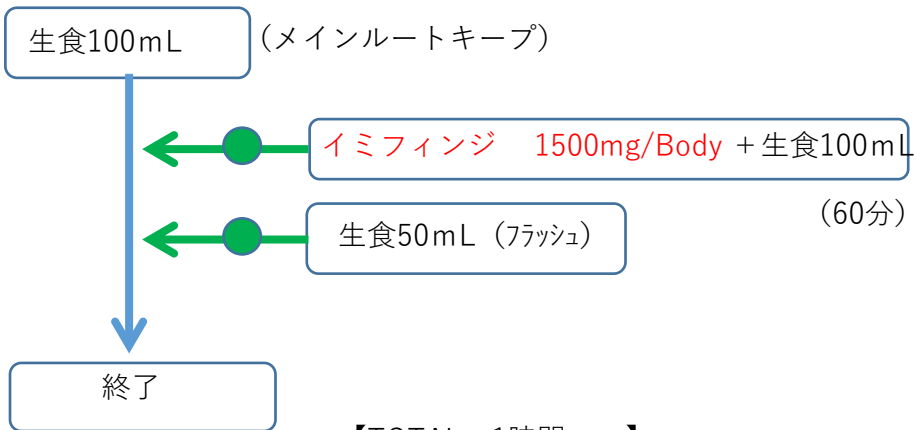 生食100mL (メインルートキープ)
イミフィンジ 1500mg/Body +生食100mL
(60分)
生食50mL (フラッシュ)
終了